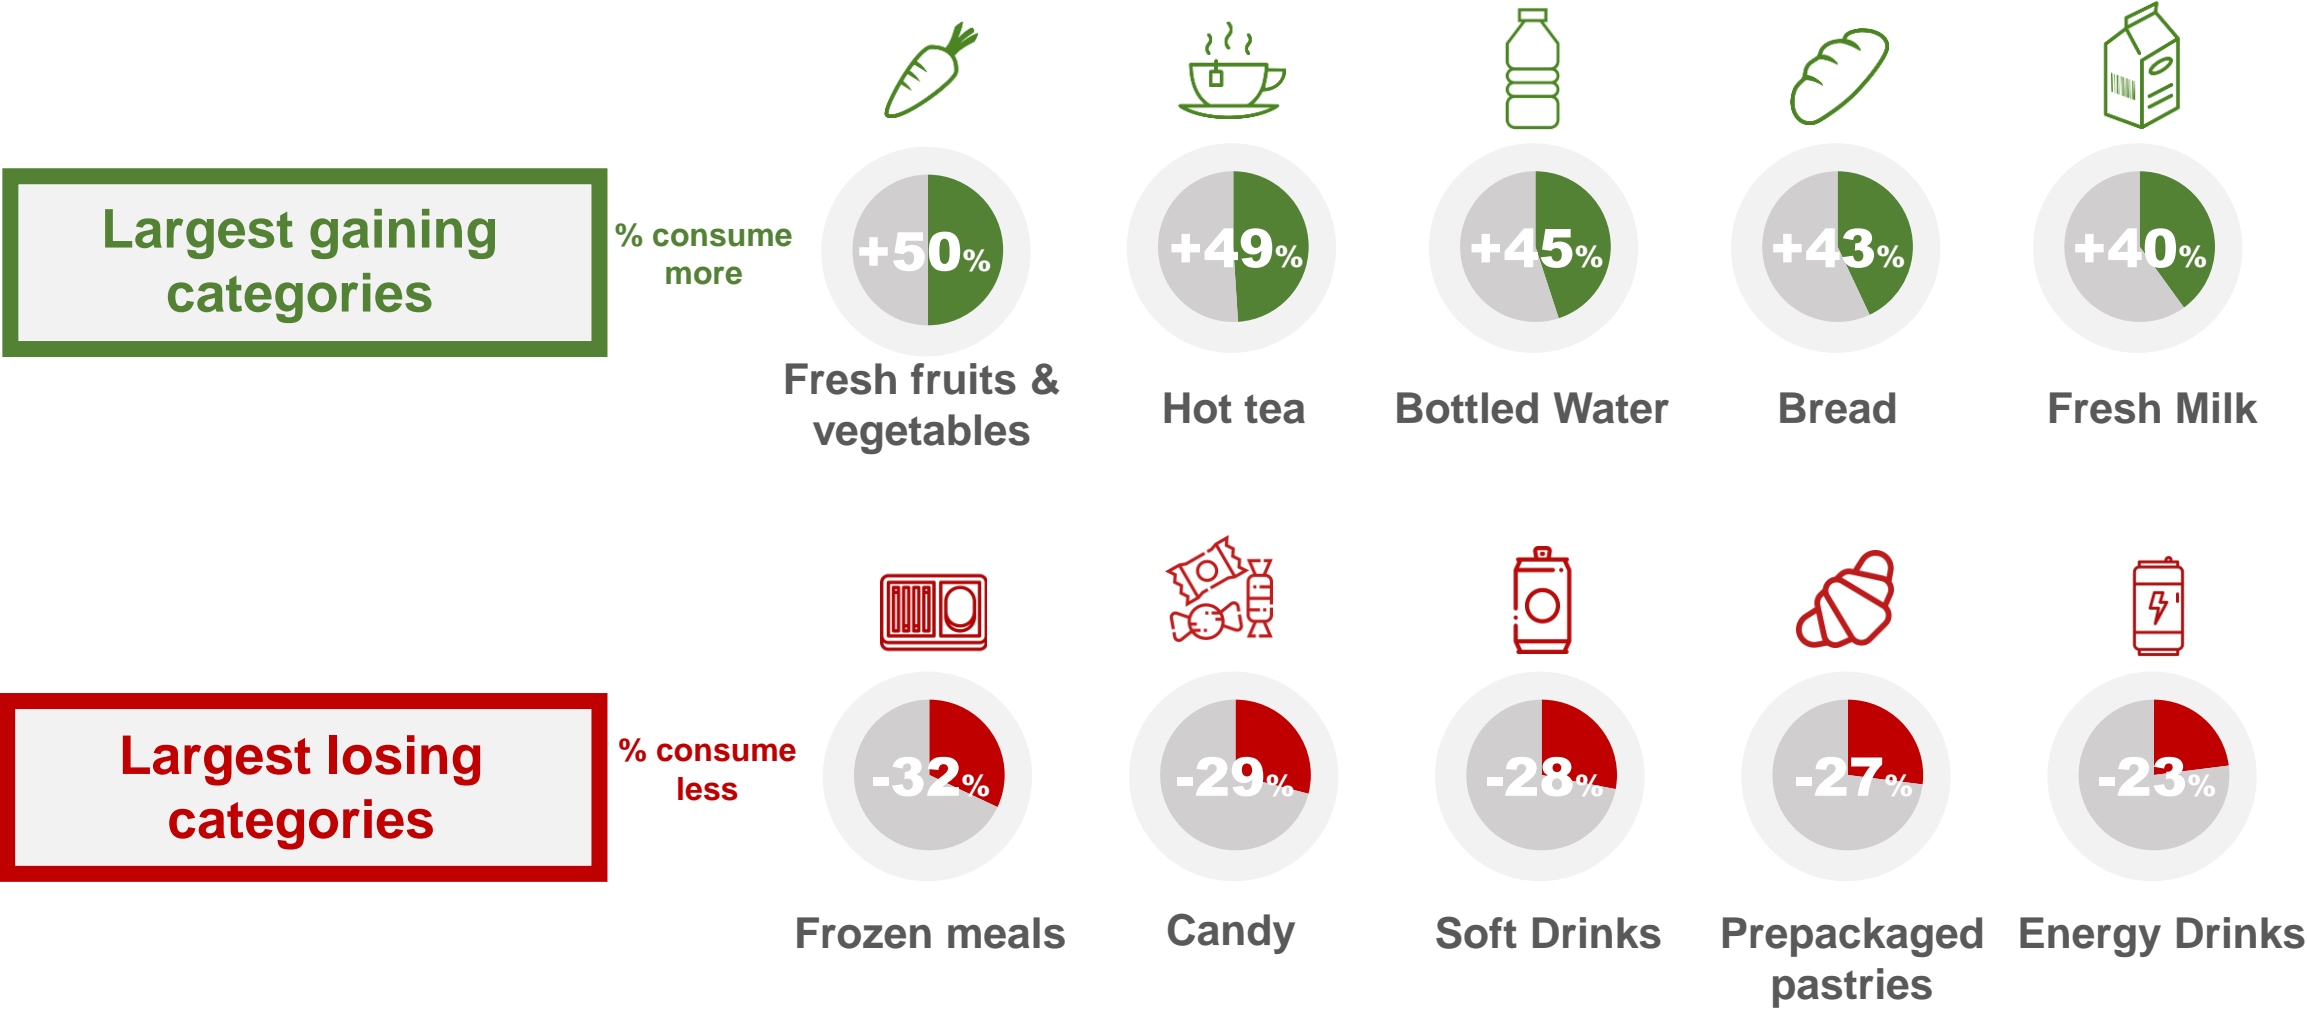 Largest gaining
categories
% consume
more
+50%
+49%
+45%
+43%
+40%
Fresh fruits &
vegetables
Hot tea
Bottled Water
Bread
Fresh Milk
Largest losing
categories
% consume
less
-32%
-29%
-28%
-27%
-23%
Frozen meals
Candy
Soft Drinks
Prepackaged
pastries
Energy Drinks